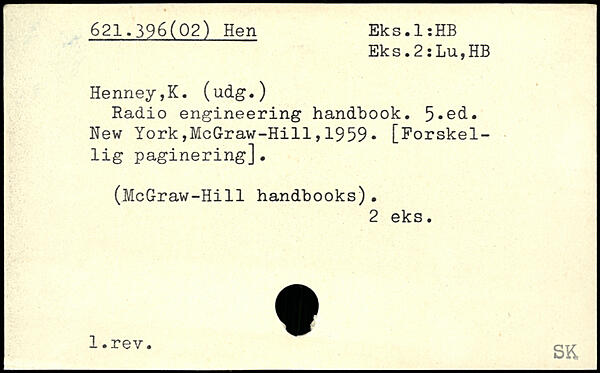 621.396(02) Hen Eks.1:HB
Eks.2:Lu,HB
Henney,K. (udg.)
Radio engineering handbook. 5.ed.
New York,McGraw-Hill,1959. [Forskel-
lig paginering].
(McGraw-Hill handbooks).
2 eks.
1.rev.
SK